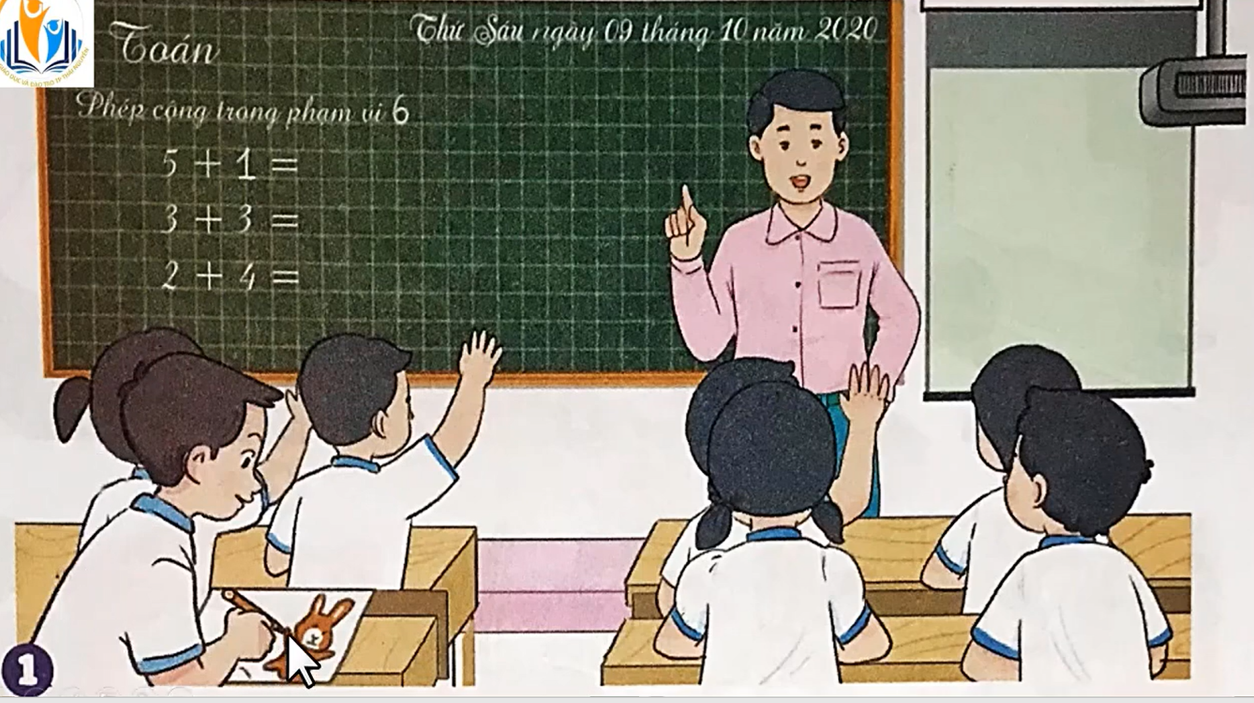 Thứ Sáu ngày 09 tháng 10 năm 2020
Toán
Phép cộng trong phạm vi 6
5 + 1 =
3 + 3 =
2 + 4 =
1